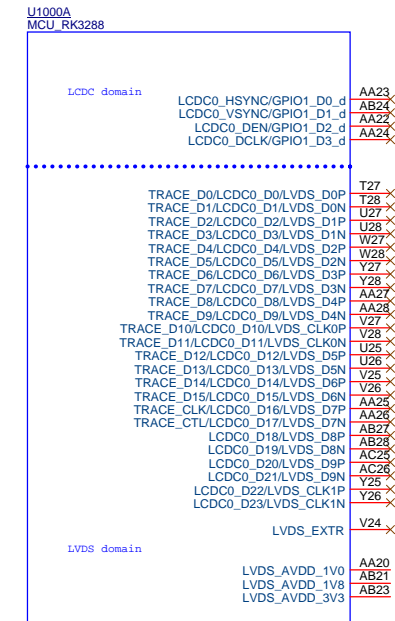 U1000A
MCU_RK3288
LCDC domain
LCDC0_HSYNC/GPIO1_D0_d AA23
LCDC0_VSYNC/GPIO1_D1_d AB24
LCDC0_DEN/GPIO1_D2_d AA22
LCDC0_DCLK/GPIO1_D3_d AA24
TRACE_D0/LCDC0_D0/LVDS_D0P T27
TRACE_D1/LCDC0_D1/LVDS_D0N T28
TRACE_D2/LCDC0_D2/LVDS_D1P U27
TRACE_D3/LCDC0_D3/LVDS_D1N U28
TRACE_D4/LCDC0_D4/LVDS_D2P W27
TRACE_D5/LCDC0_D5/LVDS_D2N W28
TRACE_D6/LCDC0_D6/LVDS_D3P Y27
TRACE_D7/LCDC0_D7/LVDS_D3N Y28
TRACE_D8/LCDC0_D8/LVDS_D4P AA27
TRACE_D9/LCDC0_D9/LVDS_D4N AA28
TRACE_D10/LCDC0_D10/LVDS_CLK0P V27
TRACE_D11/LCDC0_D11/LVDS_CLK0N V28
TRACE_D12/LCDC0_D12/LVDS_D5P U25
TRACE_D13/LCDC0_D13/LVDS_D5N U26
TRACE_D14/LCDC0_D14/LVDS_D6P V25
TRACE_D15/LCDC0_D15/LVDS_D6N V26
TRACE_CLK/LCDC0_D16/LVDS_D7P AA25
TRACE_CTL/LCDC0_D17/LVDS_D7N AA26
LCDC0_D18/LVDS_D8P AB27
LCDC0_D19/LVDS_D8N AB28
LCDC0_D20/LVDS_D9P AC25
LCDC0_D21/LVDS_D9N AC26
LCDC0_D22/LVDS_CLK1P Y25
LCDC0_D23/LVDS_CLK1N Y26
LVDS_EXTR V24
LVDS domain
LVDS_AVDD_1V0 AA20
LVDS_AVDD_1V8 AB21
LVDS_AVDD_3V3 AB23